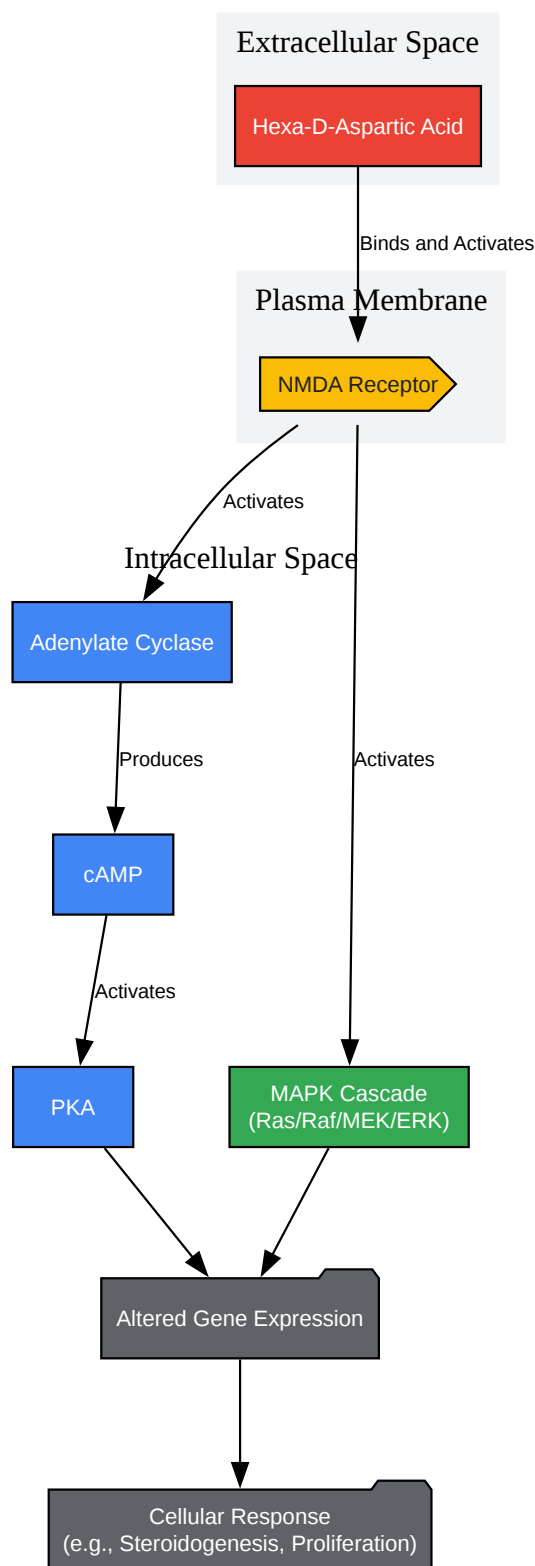 Extracellular Space
Hexa-D-Aspartic Acid
Binds and Activates
Plasma Membrane
NMDA Receptor
Activates
Intracellular Space
Adenylate Cyclase
Produces
Activates
cAMP
Activates
PKA
MAPK Cascade
(Ras/Raf/MEK/ERK)
Altered Gene Expression
Cellular Response
(e.g., Steroidogenesis, Proliferation)